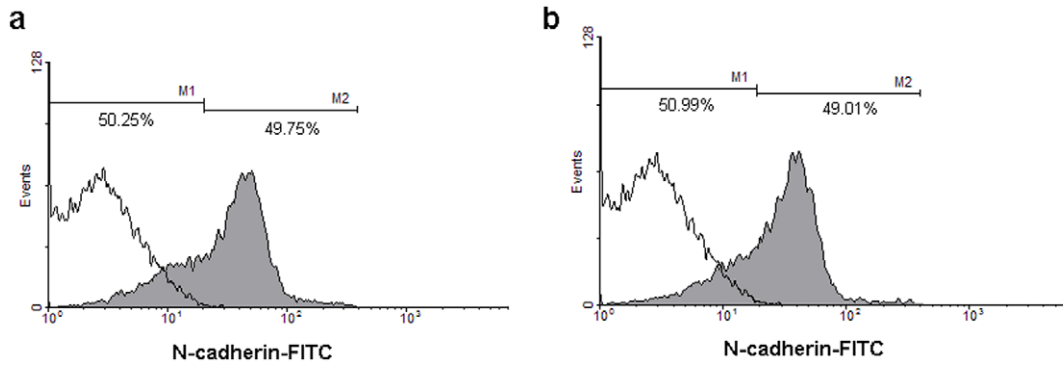 a
128
M1
M2
50.25%
49.75%
Events
0
10⁰
10¹
10²
10³
N-cadherin-FITC
b
128
M1
M2
50.99%
49.01%
Events
0
10⁰
10¹
10²
10³
N-cadherin-FITC